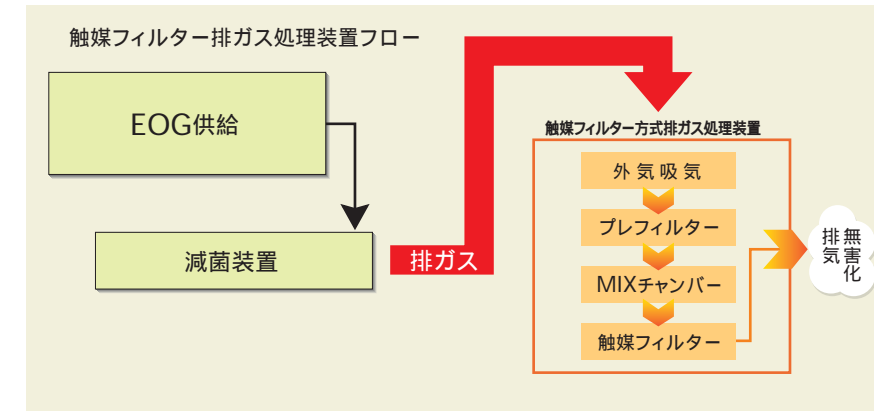 触媒フィルター排ガス処理装置フロー
EOG供給
減菌装置
排ガス
触媒フィルター方式排ガス処理装置
外気吸気
プレフィルター
MIXチャンバー
触媒フィルター
無害化
排気